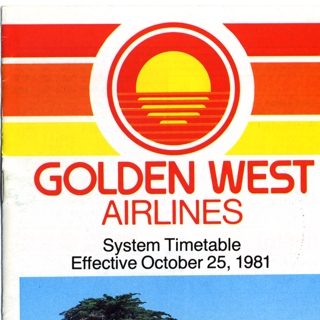 GOLDEN WEST
AIRLINES
System Timetable
Effective October 25, 1981